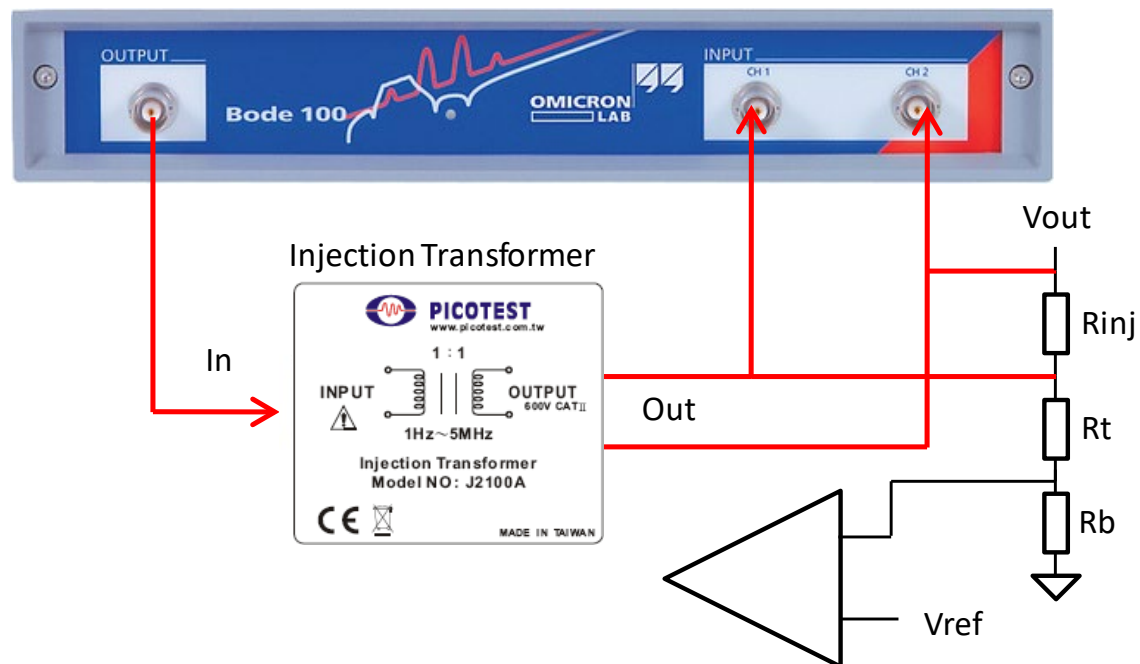 OUTPUT
INPUT
CH 1
CH 2
Bode 100
OMICRON
LAB
Vout
Injection Transformer
PICOTEST
www.picotest.com.tw
Rinj
1 : 1
In
INPUT
OUTPUT
600V CATII
Out
1Hz~5MHz
Rt
Injection Transformer
Model NO: J2100A
Rb
CE
MADE IN TAIWAN
Vref